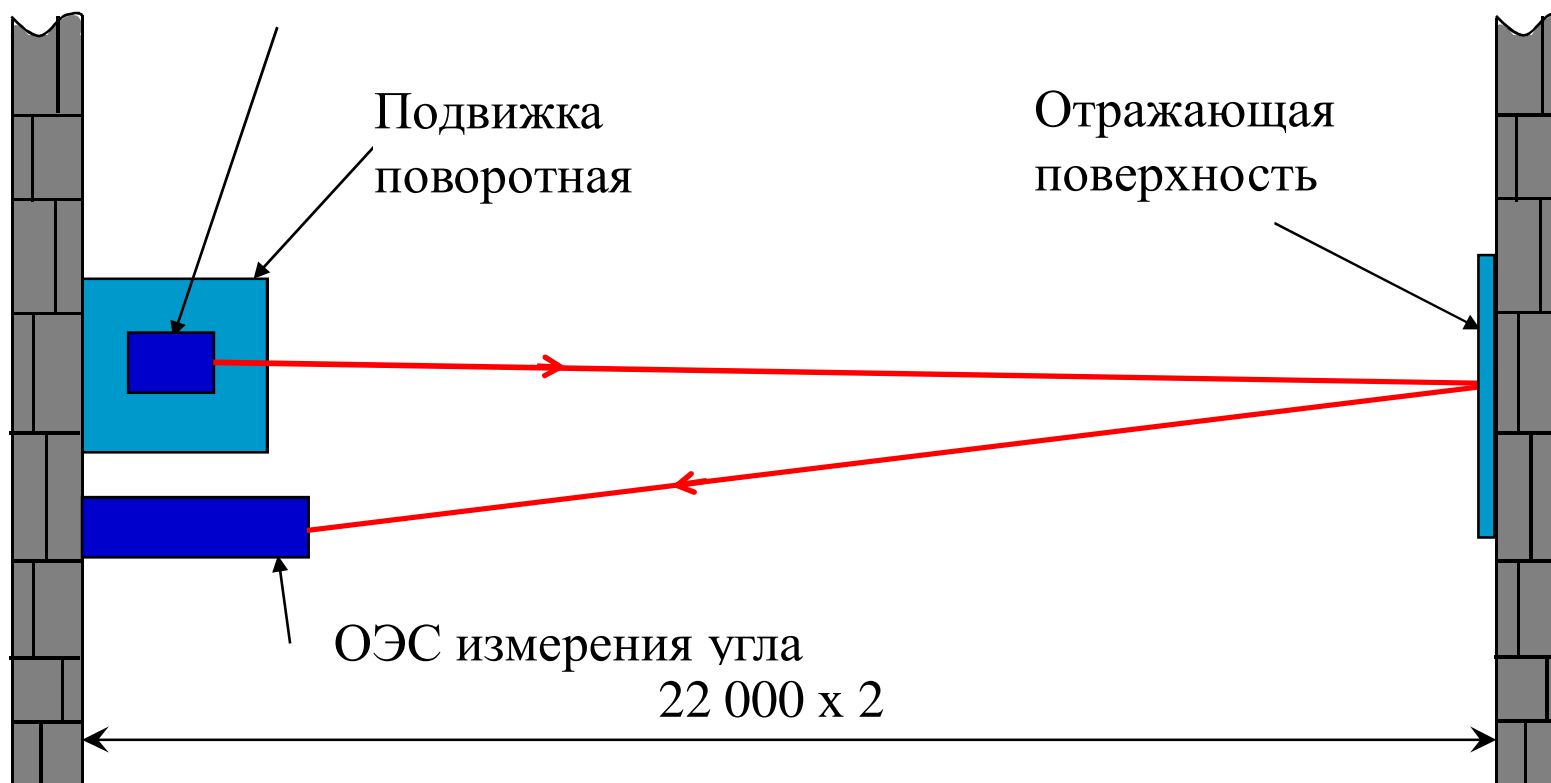 Подвижка
поворотная
Отражающая
поверхность
ОЭС измерения угла
22 000 х 2